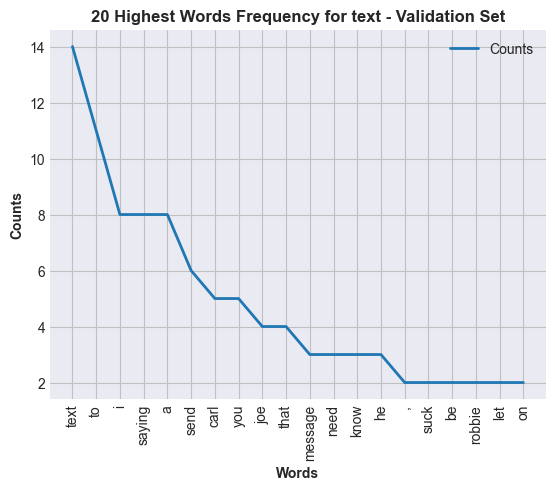 20 Highest Words Frequency for text - Validation Set
Counts
14
12
10
8
6
4
2
Counts
text
to
i
saying
a
send
carl
you
joe
that
message
need
know
he
,
suck
be
robbie
let
on
Words